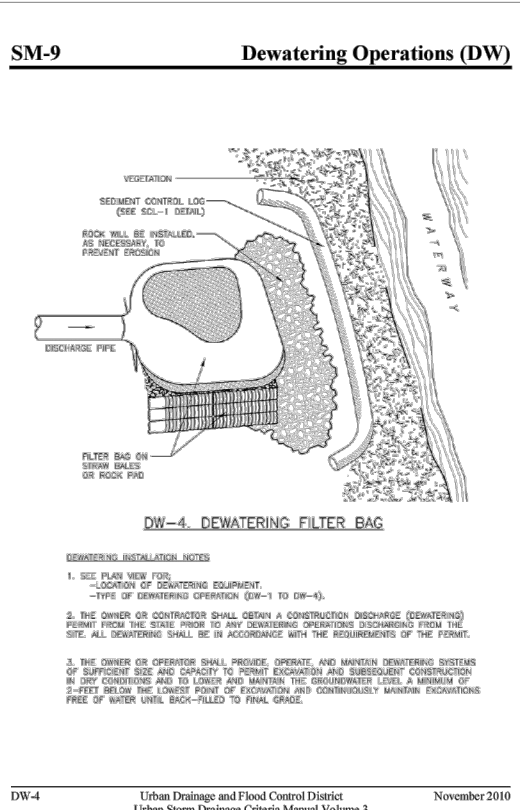 SM-9 Dewatering Operations (DW)
VEGETATION
SEDIMENT CONTROL LOG
(SEE SCL-1 DETAIL)
ROCK WILL BE INSTALLED,
AS NECESSARY, TO
PREVENT EROSION
WATERWAY
DISCHARGE PIPE
FILTER BAG ON
STRAW BALES
OR ROCK PAD
DW-4. DEWATERING FILTER BAG
DEWATERING INSTALLATION NOTES
1. SEE PLAN VIEW FOR;
-LOCATION OF DEWATERING EQUIPMENT.
-TYPE OF DEWATERING OPERATION (DW-1 TO DW-4).
2. THE OWNER OR CONTRACTOR SHALL OBTAIN A CONSTRUCTION DISCHARGE (DEWATERING)
PERMIT FROM THE STATE PRIOR TO ANY DEWATERING OPERATIONS DISCHARGING FROM THE
SITE. ALL DEWATERING SHALL BE IN ACCORDANCE WITH THE REQUIREMENTS OF THE PERMIT.
3. THE OWNER OR OPERATOR SHALL PROVIDE, OPERATE, AND MAINTAIN DEWATERING SYSTEMS
OF SUFFICIENT SIZE AND CAPACITY TO PERMIT EXCAVATION AND SUBSEQUENT CONSTRUCTION
IN DRY CONDITIONS AND TO LOWER AND MAINTAIN THE GROUNDWATER LEVEL A MINIMUM OF
2-FEET BELOW THE LOWEST POINT OF EXCAVATION AND CONTINUOUSLY MAINTAIN EXCAVATIONS
FREE OF WATER UNTIL BACK-FILLED TO FINAL GRADE.
DW-4 Urban Drainage and Flood Control District November 2010
Urban Storm Drainage Criteria Manual Volume 3